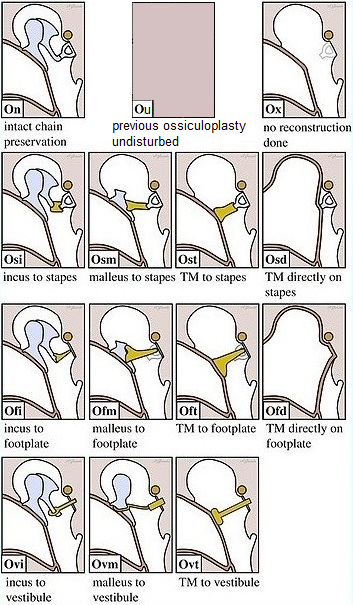 On
Ou
Ox
intact chain
preservation
previous ossiculoplasty
undisturbed
no reconstruction
done
Osi
Osm
Ost
Osd
incus to stapes
malleus to stapes
TM to stapes
TM directly on
stapes
Ofi
Ofm
Oft
Ofd
incus to
footplate
malleus to
footplate
TM to footplate
TM directly on
footplate
Ovi
Ovm
Ovt
incus to
vestibule
malleus to
vestibule
TM to vestibule